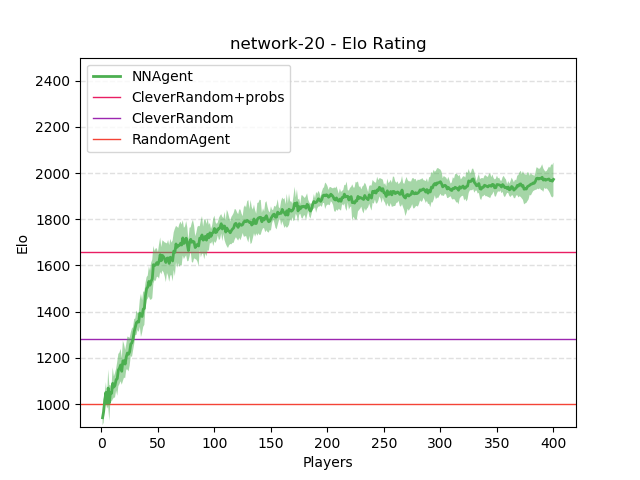 network-20 - Elo Rating
NNAgent
CleverRandom+probs
CleverRandom
RandomAgent
Elo
2400
2200
2000
1800
1600
1400
1200
1000
0 50 100 150 200 250 300 350 400
Players